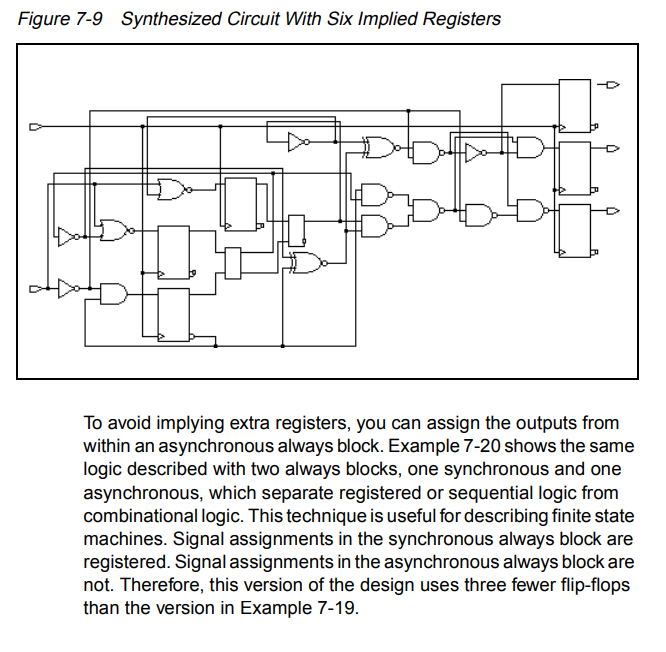 Figure 7-9 Synthesized Circuit With Six Implied Registers
To avoid implying extra registers, you can assign the outputs from
within an asynchronous always block. Example 7-20 shows the same
logic described with two always blocks, one synchronous and one
asynchronous, which separate registered or sequential logic from
combinational logic. This technique is useful for describing finite state
machines. Signal assignments in the synchronous always block are
registered. Signal assignments in the asynchronous always block are
not. Therefore, this version of the design uses three fewer flip-flops
than the version in Example 7-19.